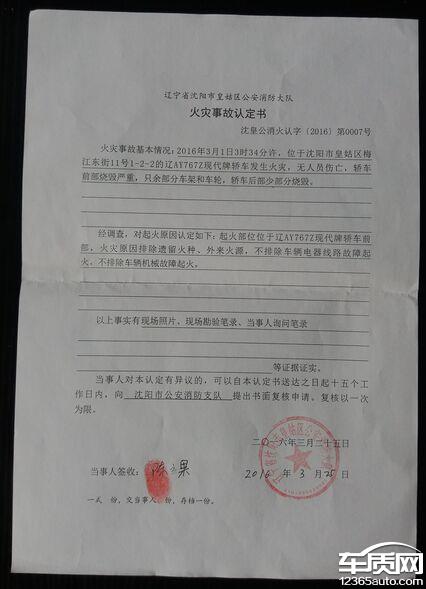 辽宁省沈阳市皇姑区公安消防大队
火灾事故认定书
沈皇公消火认字〔2016〕第0007号
火灾事故基本情况：2016年3月1日3时34分许，位于沈阳市皇姑区梅
江东街11号1-2-2的辽AY767Z现代牌轿车发生火灾，无人员伤亡，轿车
前部烧毁严重，只余部分车架和车轮，轿车后部少部分烧毁。
经调查，对起火原因认定如下：起火部位位于辽AY767Z现代牌轿车前
部，火灾原因排除遗留火种、外来火源，不排除车辆电器线路故障起
火，不排除车辆机械故障起火。
以上事实有现场照片、现场勘验笔录、当事人询问笔录
等证据证实。
当事人对本认定有异议的，可以自本认定书送达之日起十五个工
作日内，向 沈阳市公安消防支队 提出书面复核申请。复核以一次
为限。
二〇一六年三月二十五日
当事人签收：
2016 年 3 月 25 日
一式 份，交当事人 份，存档一份。
车质网
12365auto.com